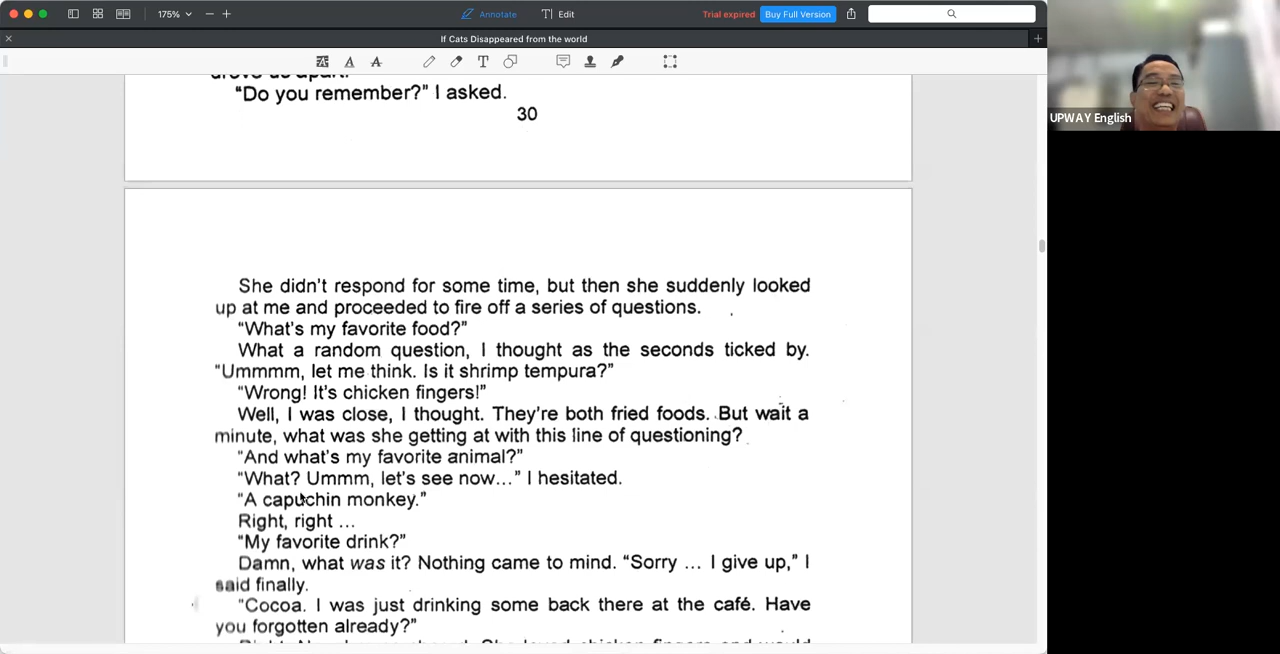 175%
Annotate
Edit
Trial expired
Buy Full Version
If Cats Disappeared from the world
"Do you remember?" I asked.
30
She didn't respond for some time, but then she suddenly looked
up at me and proceeded to fire off a series of questions.
"What's my favorite food?"
What a random question, I thought as the seconds ticked by.
"Ummmm, let me think. Is it shrimp tempura?"
"Wrong! It's chicken fingers!"
Well, I was close, I thought. They're both fried foods. But wait a
minute, what was she getting at with this line of questioning?
"And what's my favorite animal?"
"What? Ummm, let's see now..." I hesitated.
"A capuchin monkey."
Right, right ...
"My favorite drink?"
Damn, what was it? Nothing came to mind. "Sorry ... I give up," I
said finally.
"Cocoa. I was just drinking some back there at the café. Have
you forgotten already?"
UPWAY English